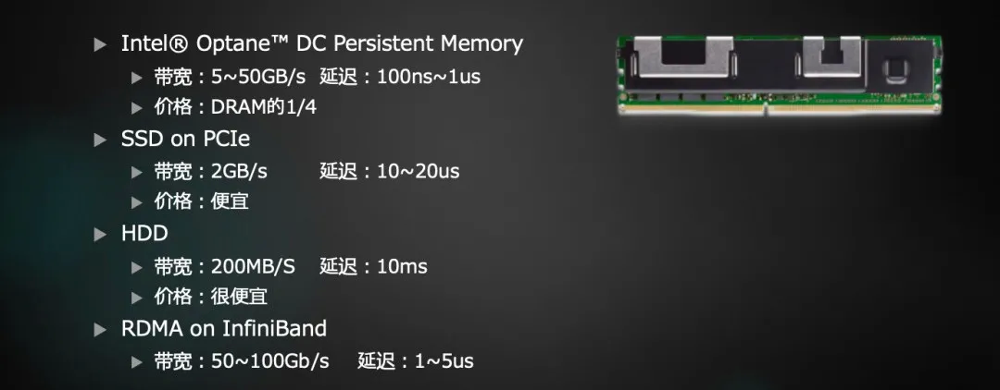 Intel® Optane™ DC Persistent Memory
带宽：5~50GB/s 延迟：100ns~1us
价格：DRAM的1/4
SSD on PCIe
带宽：2GB/s 延迟：10~20us
价格：便宜
HDD
带宽：200MB/S 延迟：10ms
价格：很便宜
RDMA on InfiniBand
带宽：50~100Gb/s 延迟：1~5us